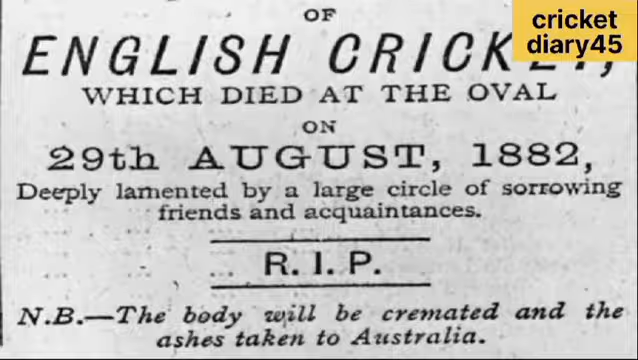 cricket
diary45
OF
ENGLISH CRICKET,
WHICH DIED AT THE OVAL
ON
29th AUGUST, 1882,
Deeply lamented by a large circle of sorrowing
friends and acquaintances.
R. I. P.
N.B.—The body will be cremated and the
ashes taken to Australia.